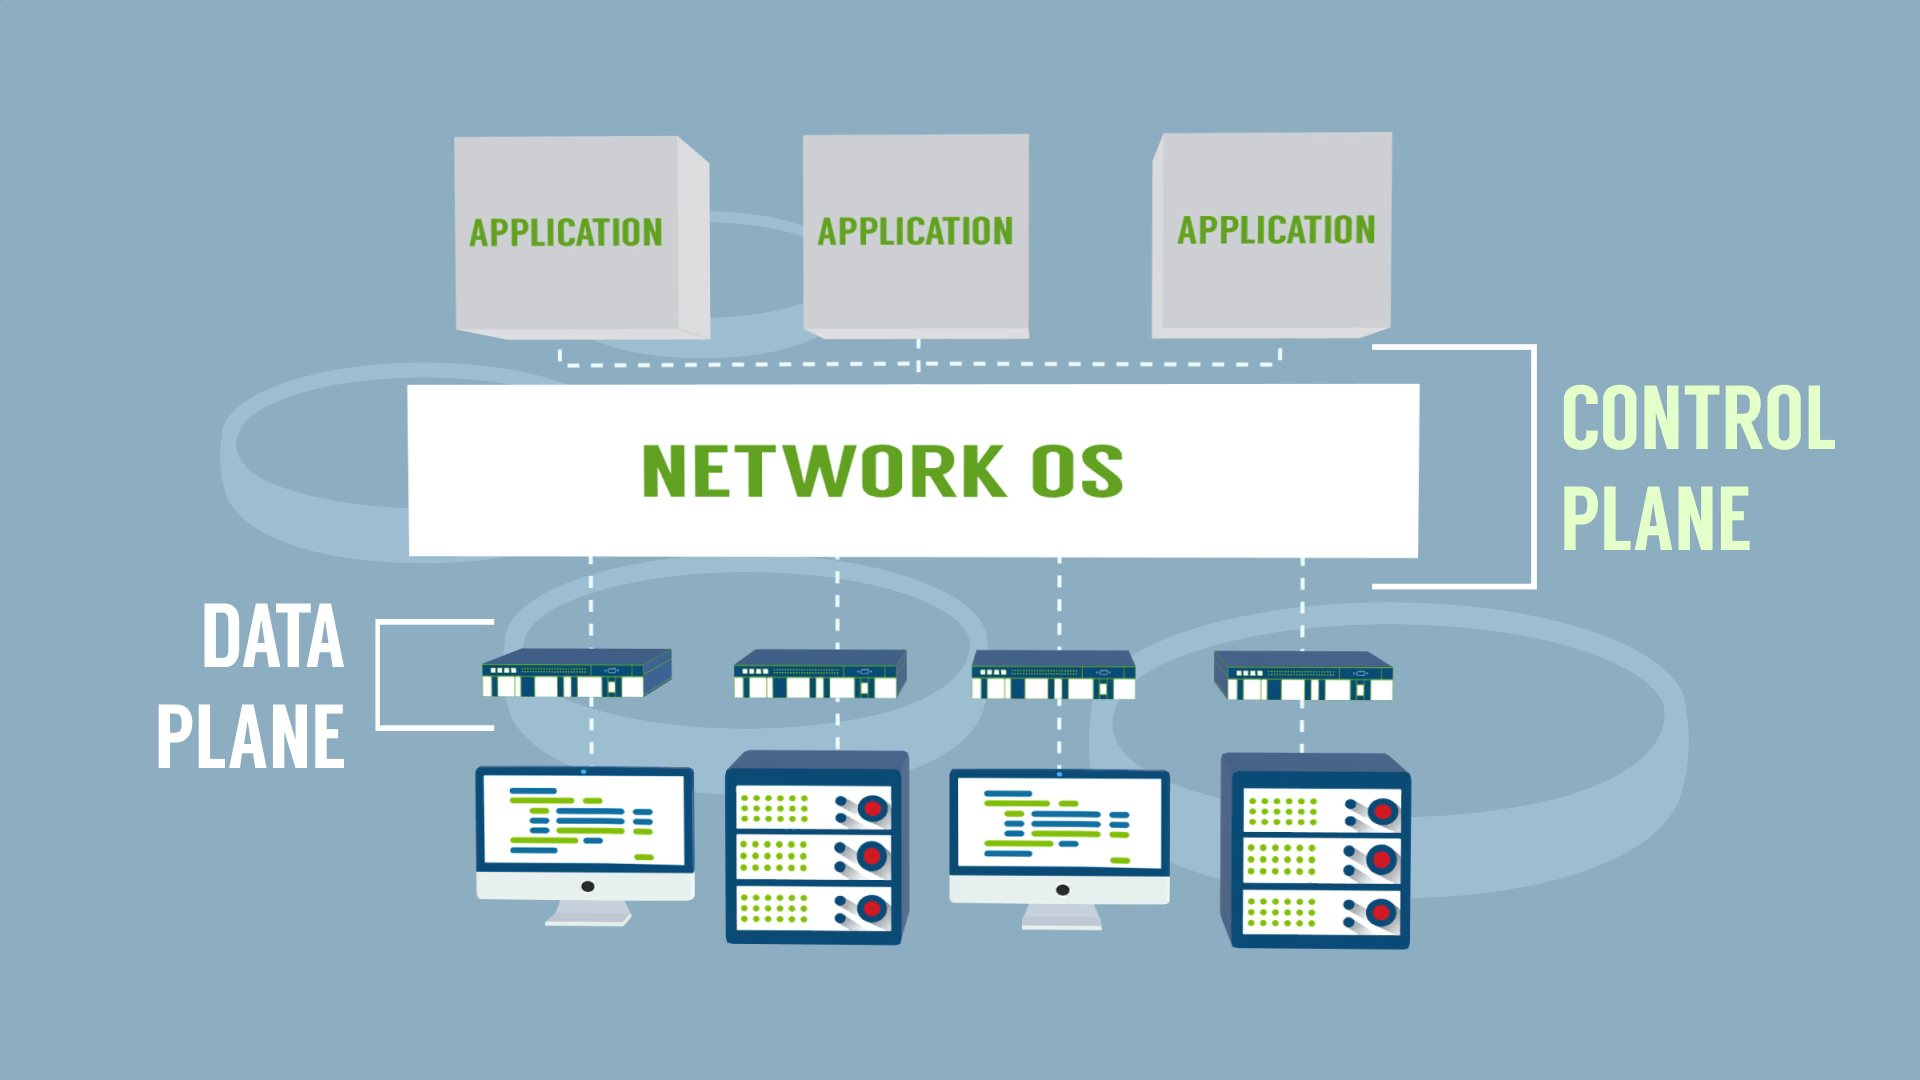 APPLICATION
APPLICATION
APPLICATION
NETWORK OS
CONTROL
PLANE
DATA
PLANE